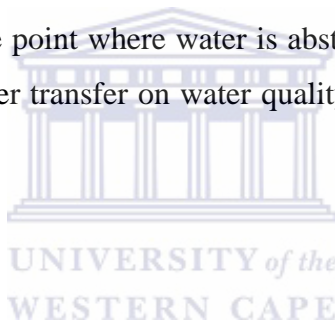 e point where water is abst
er transfer on water qualit
UNIVERSITY of the
WESTERN CAPE